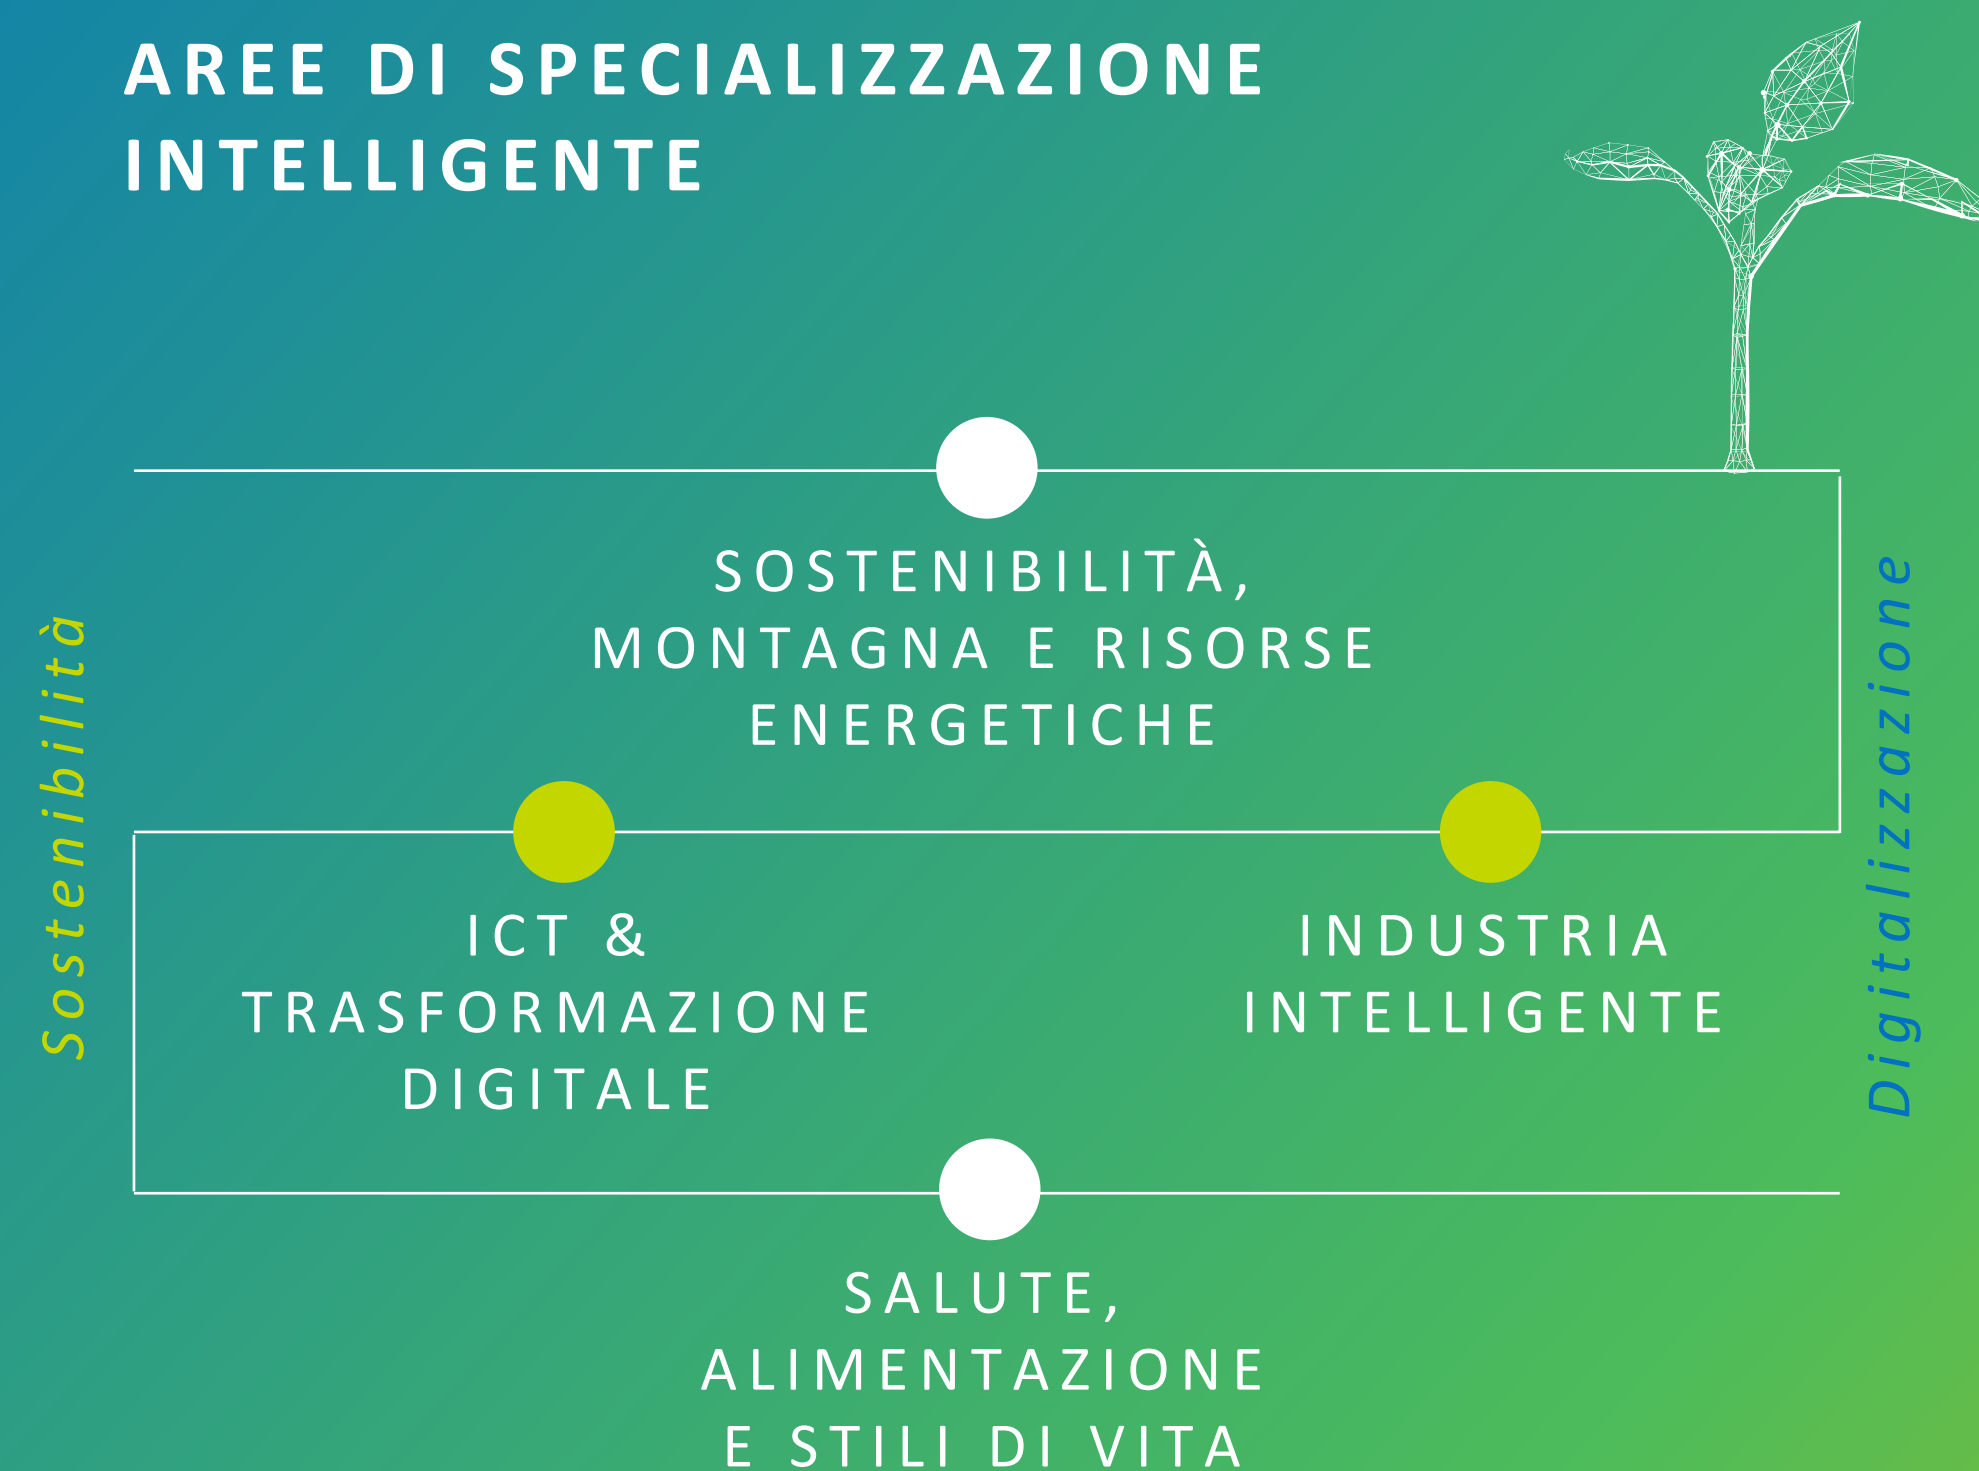 AREE DI SPECIALIZZAZIONE
INTELLIGENTE
SOSTENIBILITÀ,
MONTAGNA E RISORSE
ENERGETICHE
Sostenibilità
Digitalizzazione
ICT &
TRASFORMAZIONE
DIGITALE
INDUSTRIA
INTELLIGENTE
SALUTE,
ALIMENTAZIONE
E STILI DI VITA